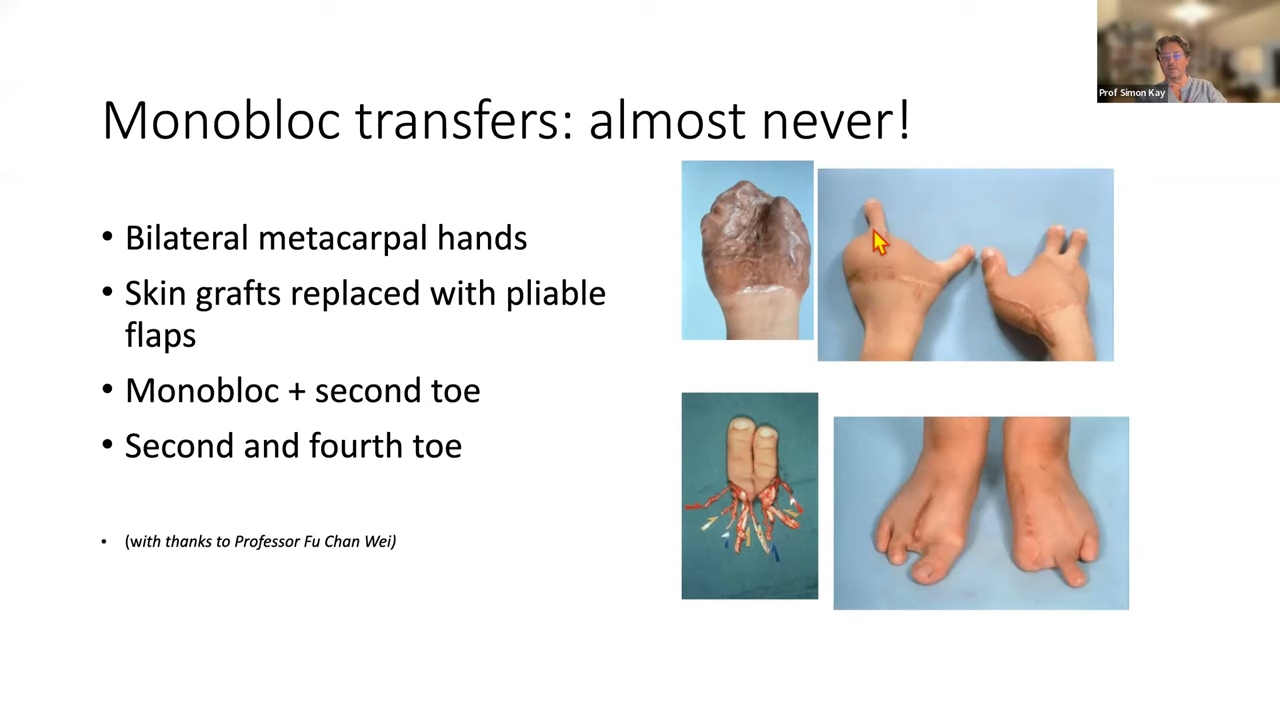 Prof Simon Kay
Monobloc transfers: almost never!
• Bilateral metacarpal hands
• Skin grafts replaced with pliable
flaps
• Monobloc + second toe
• Second and fourth toe
• (with thanks to Professor Fu Chan Wei)